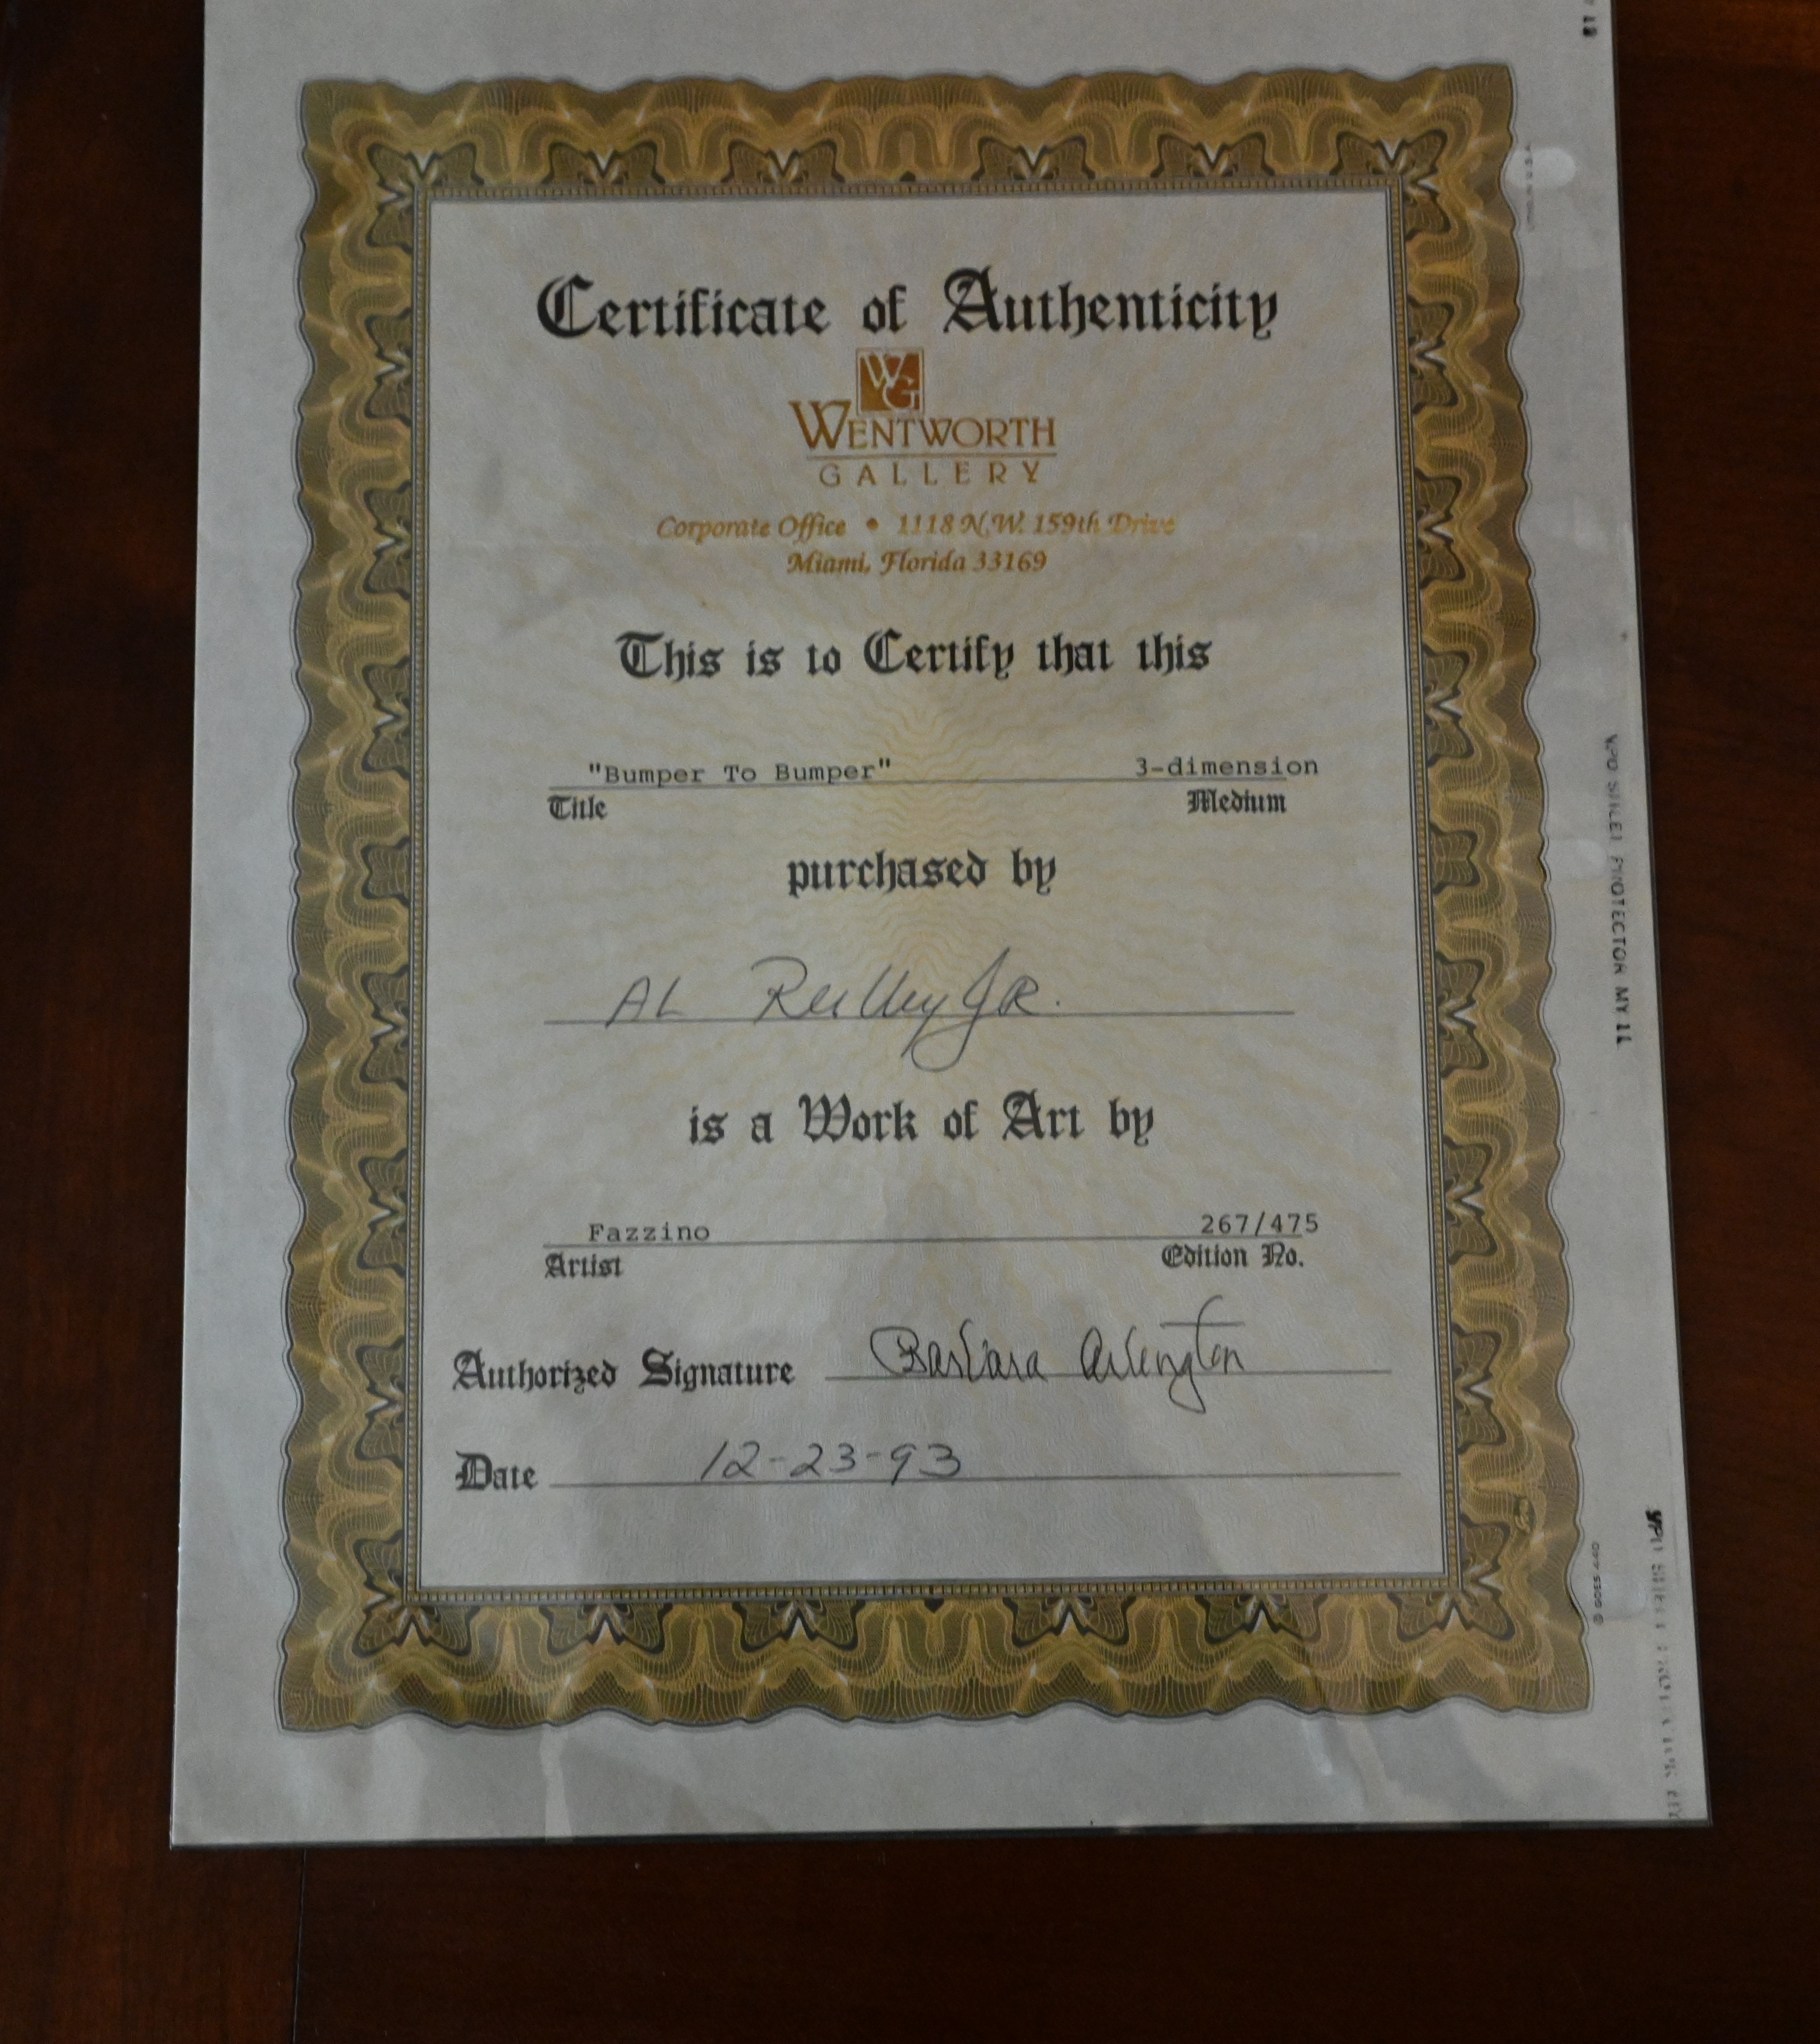 Certificate of Authenticity
WG
WENTWORTH
GALLERY
Corporate Office • 1118 N.W. 159th Drive
Miami, Florida 33169
This is to Certify that this
"Bumper To Bumper" 3-dimension
Title Medium
purchased by
AL Reilley JR.
is a Work of Art by
Fazzino 267/475
Artist Edition No.
Authorized Signature Barbara Arlington
Date 12-23-93
© GOES 440